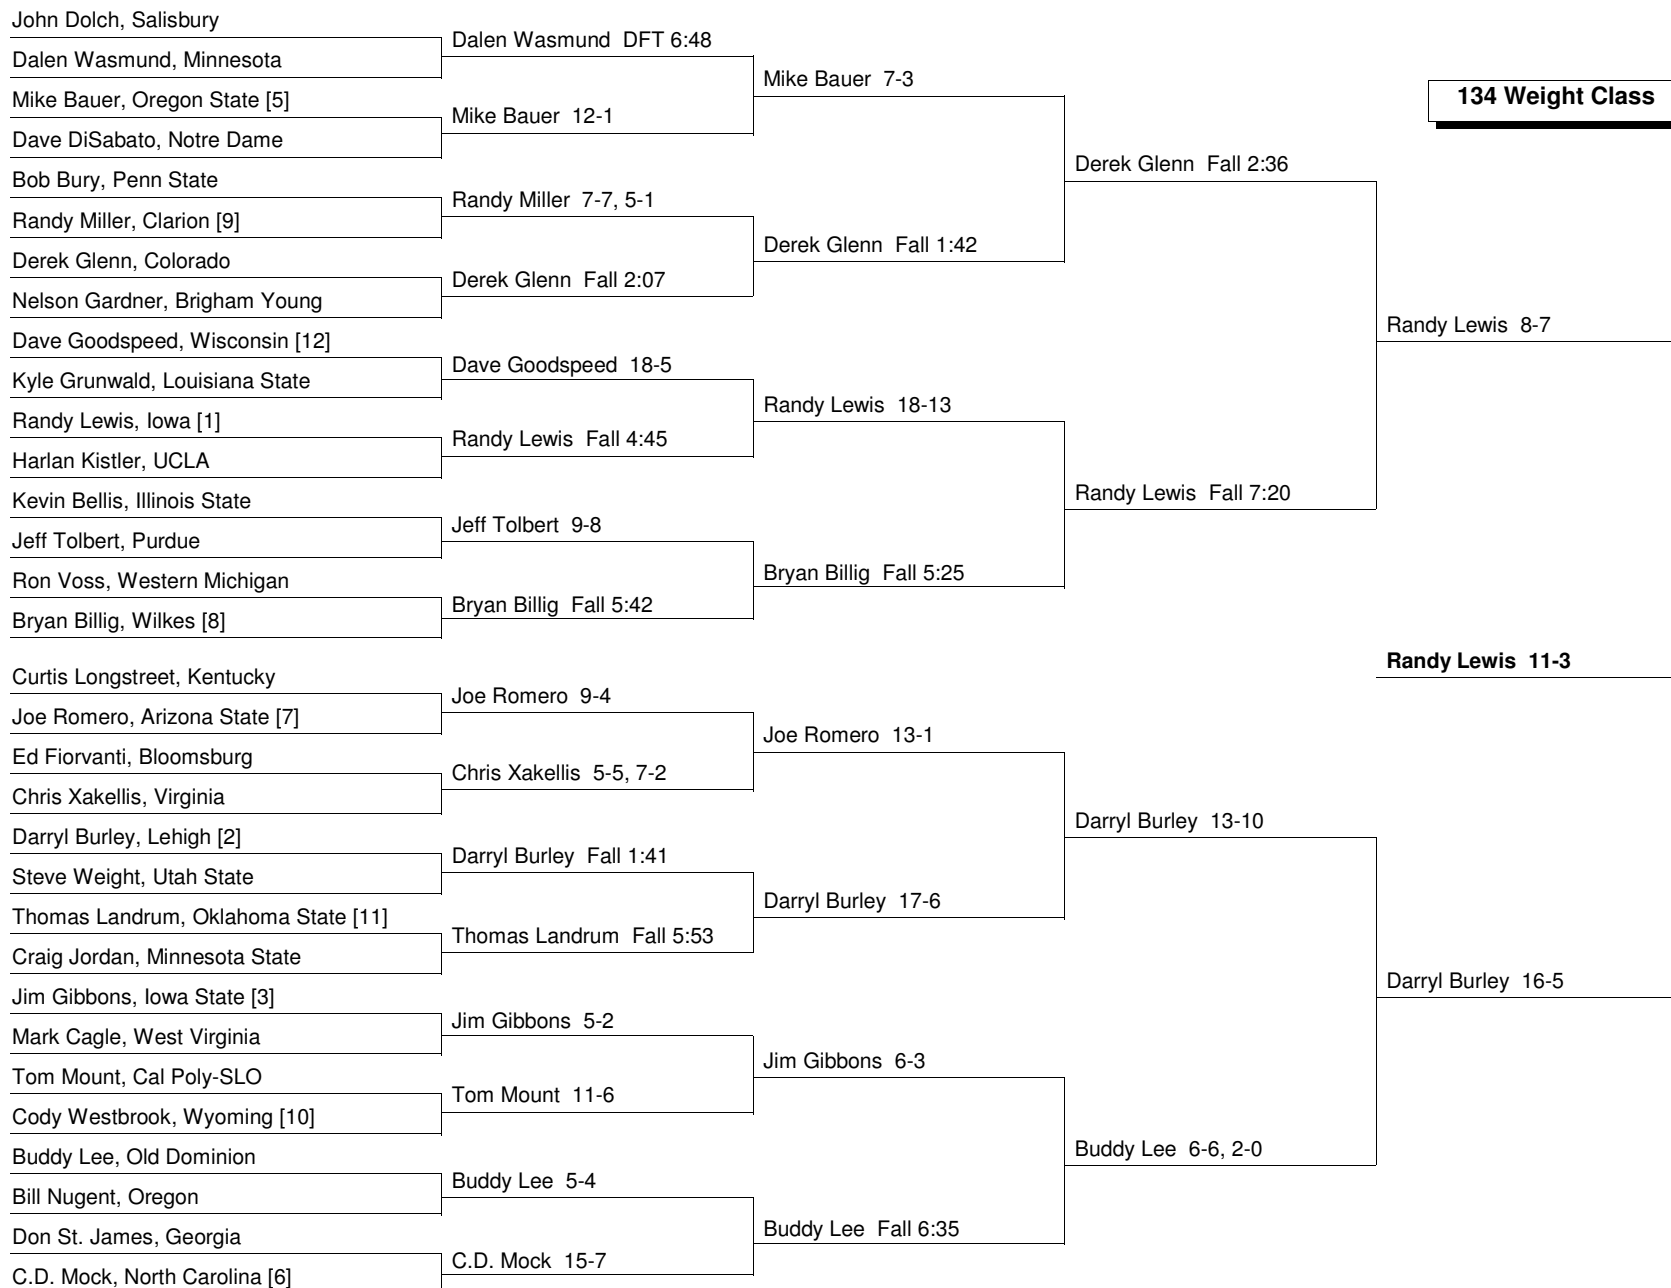 134 Weight Class
John Dolch, Salisbury
Dalen Wasmund, Minnesota
Mike Bauer, Oregon State [5]
Dave DiSabato, Notre Dame
Bob Bury, Penn State
Randy Miller, Clarion [9]
Derek Glenn, Colorado
Nelson Gardner, Brigham Young
Dave Goodspeed, Wisconsin [12]
Kyle Grunwald, Louisiana State
Randy Lewis, Iowa [1]
Harlan Kistler, UCLA
Kevin Bellis, Illinois State
Jeff Tolbert, Purdue
Ron Voss, Western Michigan
Bryan Billig, Wilkes [8]
Curtis Longstreet, Kentucky
Joe Romero, Arizona State [7]
Ed Fiorvanti, Bloomsburg
Chris Xakellis, Virginia
Darryl Burley, Lehigh [2]
Steve Weight, Utah State
Thomas Landrum, Oklahoma State [11]
Craig Jordan, Minnesota State
Jim Gibbons, Iowa State [3]
Mark Cagle, West Virginia
Tom Mount, Cal Poly-SLO
Cody Westbrook, Wyoming [10]
Buddy Lee, Old Dominion
Bill Nugent, Oregon
Don St. James, Georgia
C.D. Mock, North Carolina [6]
Dalen Wasmund DFT 6:48
Mike Bauer 12-1
Randy Miller 7-7, 5-1
Derek Glenn Fall 2:07
Dave Goodspeed 18-5
Randy Lewis Fall 4:45
Jeff Tolbert 9-8
Bryan Billig Fall 5:42
Joe Romero 9-4
Chris Xakellis 5-5, 7-2
Darryl Burley Fall 1:41
Thomas Landrum Fall 5:53
Jim Gibbons 5-2
Tom Mount 11-6
Buddy Lee 5-4
C.D. Mock 15-7
Mike Bauer 7-3
Derek Glenn Fall 1:42
Randy Lewis 18-13
Bryan Billig Fall 5:25
Joe Romero 13-1
Darryl Burley 17-6
Jim Gibbons 6-3
Buddy Lee Fall 6:35
Derek Glenn Fall 2:36
Randy Lewis Fall 7:20
Darryl Burley 13-10
Buddy Lee 6-6, 2-0
Randy Lewis 8-7
Randy Lewis 11-3
Darryl Burley 16-5